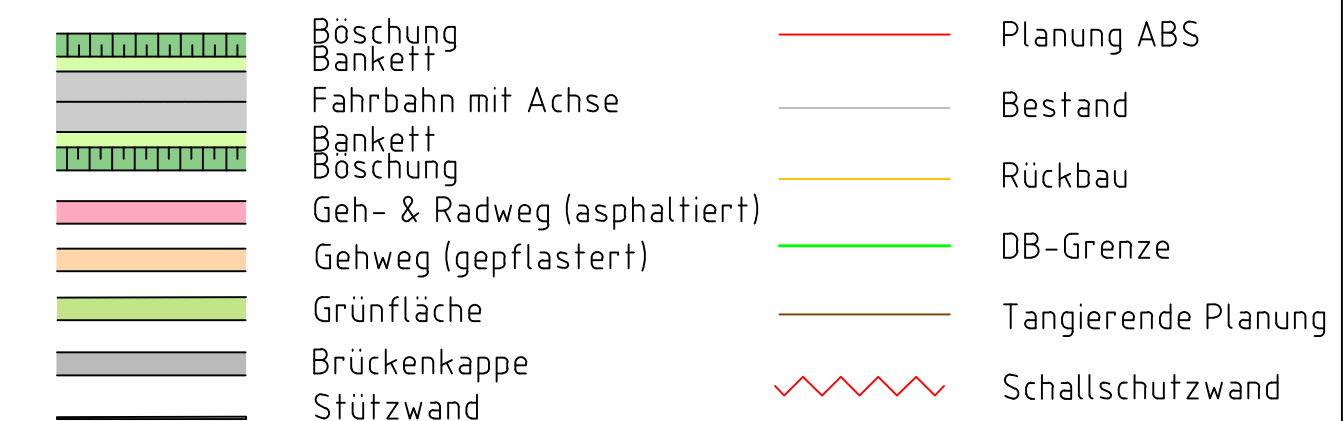 Böschung
Bankett
Fahrbahn mit Achse
Bankett
Böschung
Geh- & Radweg (asphaltiert)
Gehweg (gepflastert)
Grünfläche
Brückenkappe
Stützwand
Planung ABS
Bestand
Rückbau
DB-Grenze
Tangierende Planung
Schallschutzwand